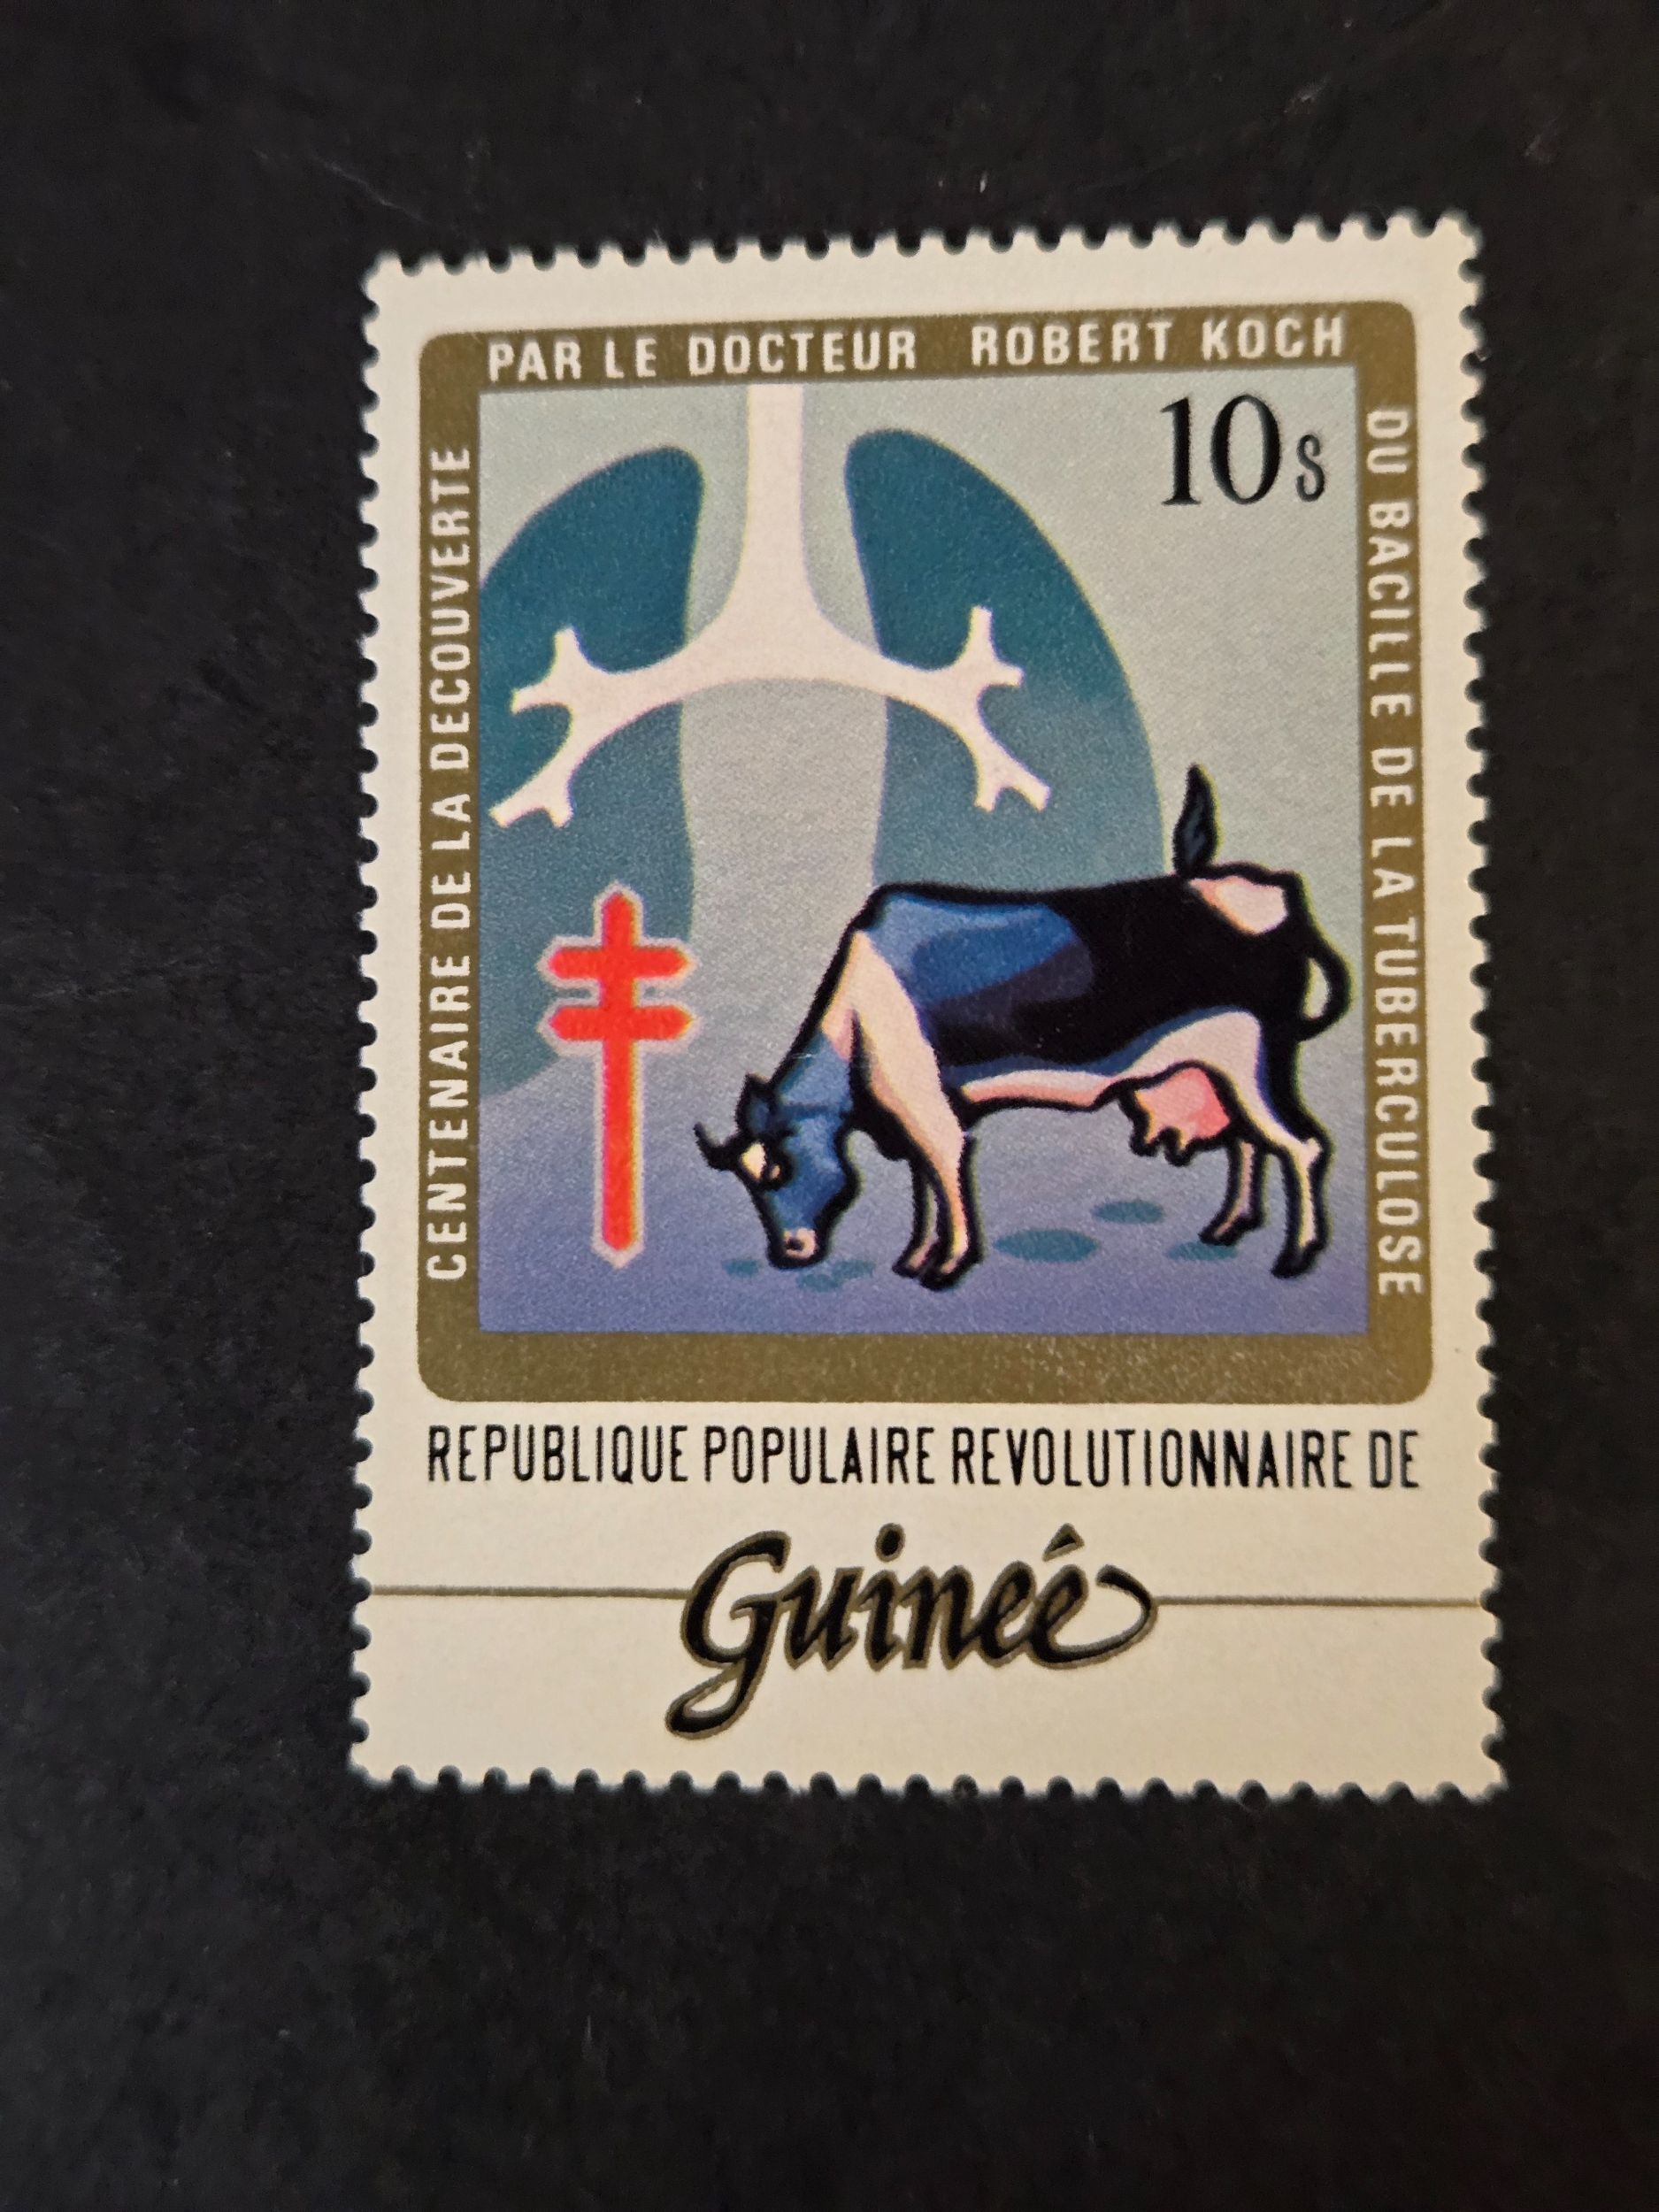 CENTENAIRE DE LA DECOUVERTE
PAR LE DOCTEUR ROBERT KOCH
DU BACILLE DE LA TUBERCULOSE
10s
REPUBLIQUE POPULAIRE REVOLUTIONNAIRE DE
Guineé